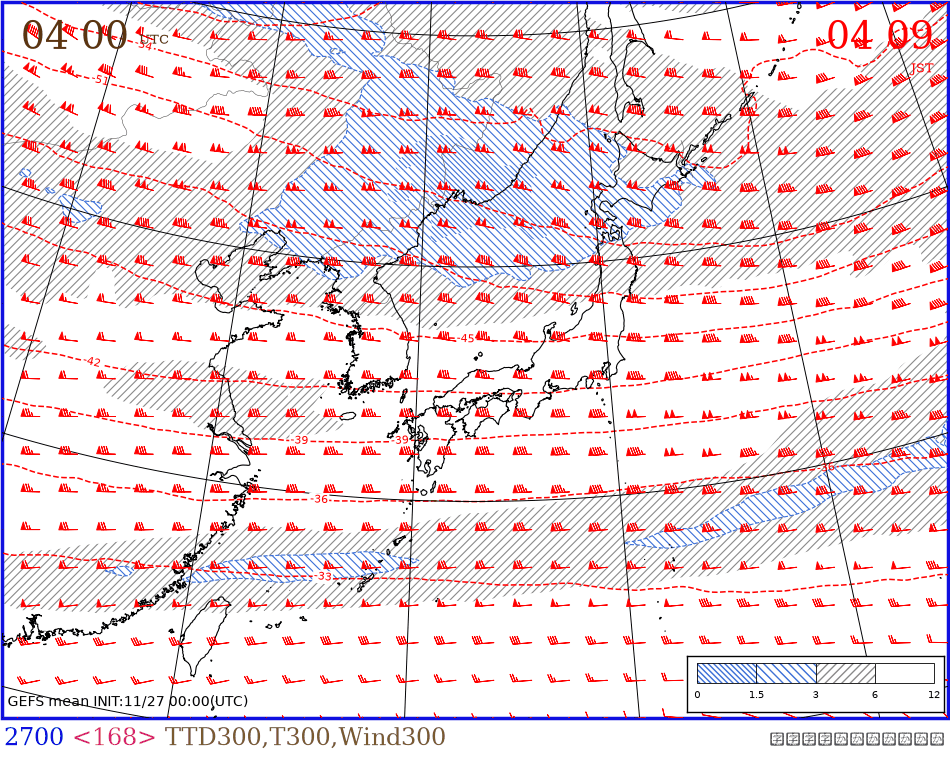 04 00 UTC
04 09 JST
-54
-51
-45
-42
-39 -39
-36
-36
-33
0 1.5 3 6 12
GEFS mean INIT:11/27 00:00(UTC)
2700 <168> TTD300,T300,Wind300